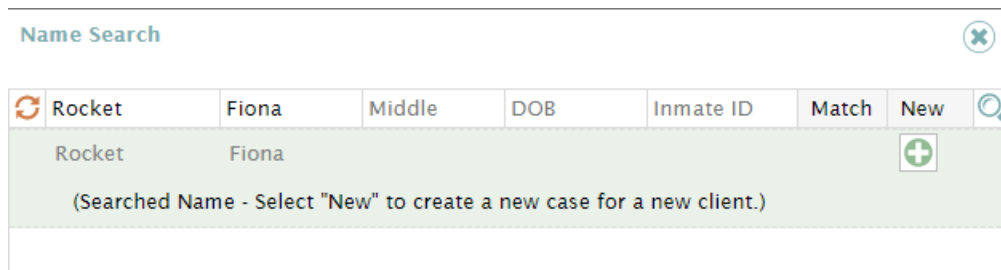 Name Search
Rocket Fiona Middle DOB Inmate ID Match New
Rocket Fiona
(Searched Name - Select "New" to create a new case for a new client.)